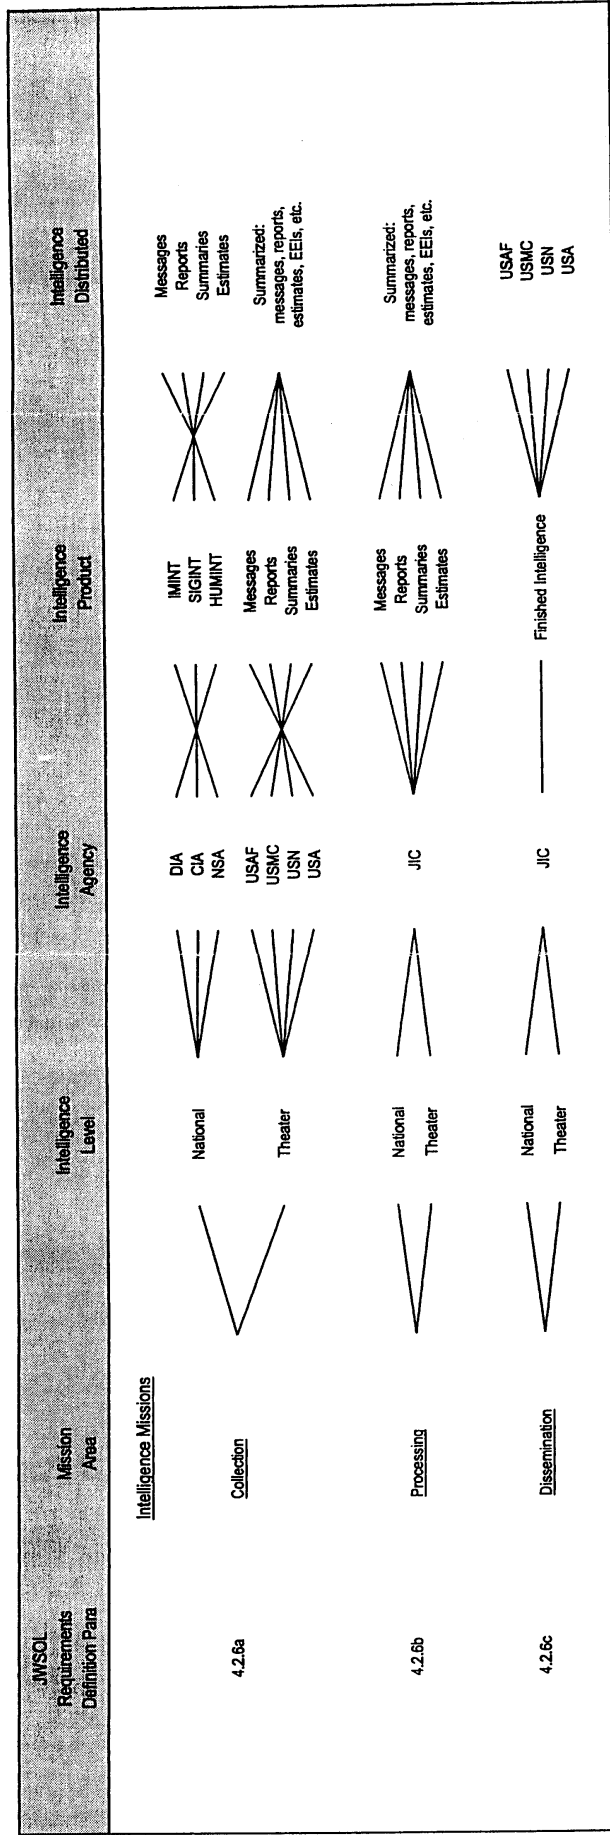 JWSOL
Requirements
Definition Para
Mission
Area
Intelligence
Level
Intelligence
Agency
Intelligence
Product
Intelligence
Distributed
Intelligence Missions
4.2.6a
Collection
National
DIA
CIA
NSA
IMINT
SIGINT
HUMINT
Messages
Reports
Summaries
Estimates
Theater
USAF
USMC
USN
USA
Messages
Reports
Summaries
Estimates
Summarized:
messages, reports,
estimates, EEIs, etc.
4.2.6b
Processing
National
Theater
JIC
Messages
Reports
Summaries
Estimates
Summarized:
messages, reports,
estimates, EEIs, etc.
4.2.6c
Dissemination
National
Theater
JIC
Finished Intelligence
USAF
USMC
USN
USA